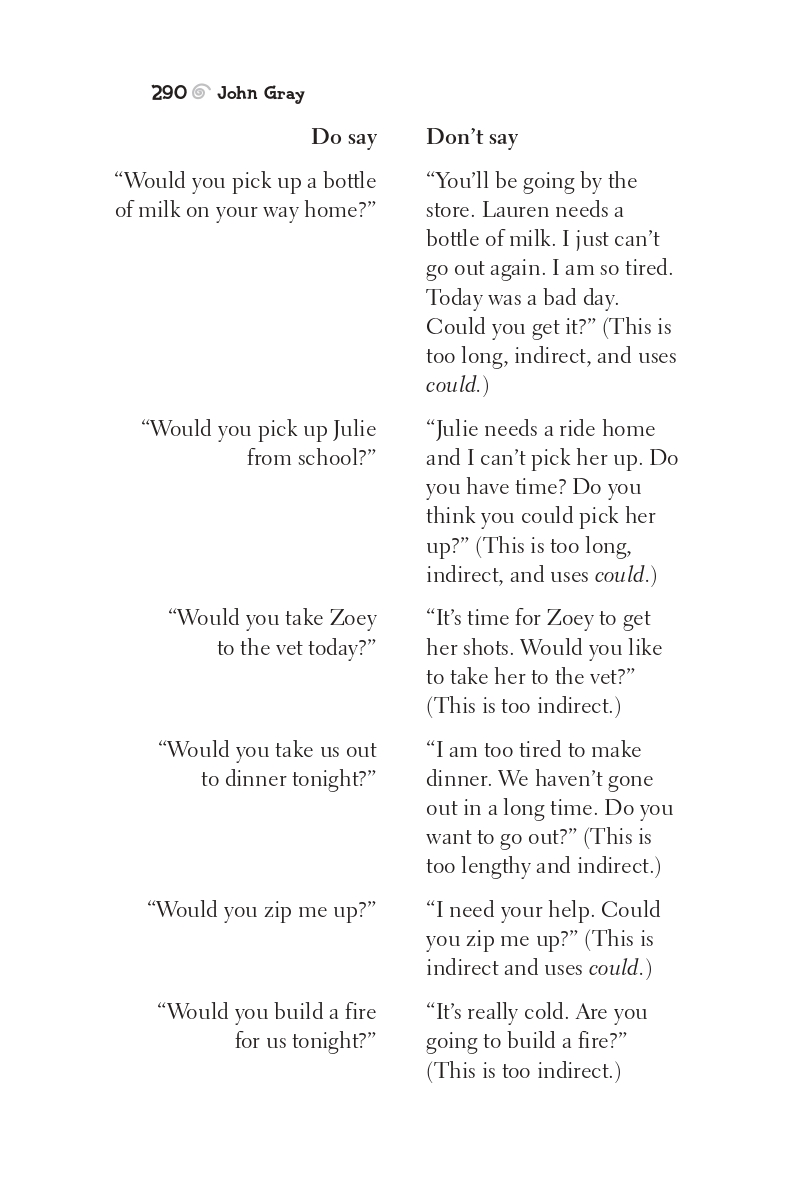 290 John Gray
Do say
Don’t say
“Would you pick up a bottle
of milk on your way home?”
“You’ll be going by the
store. Lauren needs a
bottle of milk. I just can’t
go out again. I am so tired.
Today was a bad day.
Could you get it?” (This is
too long, indirect, and uses
could.)
“Would you pick up Julie
from school?”
“Julie needs a ride home
and I can’t pick her up. Do
you have time? Do you
think you could pick her
up?” (This is too long,
indirect, and uses could.)
“Would you take Zoey
to the vet today?”
“It’s time for Zoey to get
her shots. Would you like
to take her to the vet?”
(This is too indirect.)
“Would you take us out
to dinner tonight?”
“I am too tired to make
dinner. We haven’t gone
out in a long time. Do you
want to go out?” (This is
too lengthy and indirect.)
“Would you zip me up?”
“I need your help. Could
you zip me up?” (This is
indirect and uses could.)
“Would you build a fire
for us tonight?”
“It’s really cold. Are you
going to build a fire?”
(This is too indirect.)